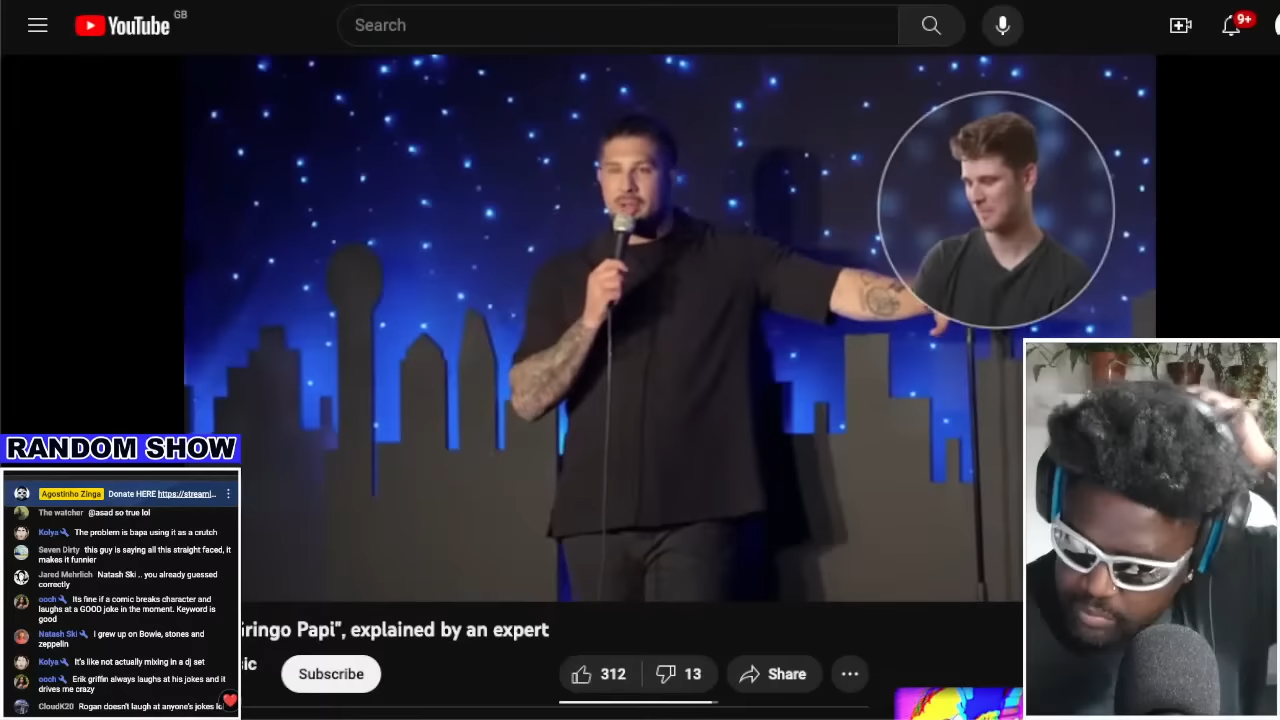 YouTube GB
Search
9+
RANDOM SHOW
Agostinho Zinga Donate HERE https://streaml...
The watcher @asad so true lol
Kolya The problem is bapa using it as a crutch
Seven Dirty this guy is saying all this straight faced, it
makes it funnier
Jared Mehrlich Natash Ski .. you already guessed
correctly
ooch Its fine if a comic breaks character and
laughs at a GOOD joke in the moment. Keyword is
good
Natash Ski I grew up on Bowie, stones and
zeppelin
Kolya It's like not actually mixing in a dj set
ooch Erik griffin always laughs at his jokes and it
drives me crazy
CloudK20 Rogan doesn't laugh at anyone's jokes
Gringo Papi", explained by an expert
sic
Subscribe
312
13
Share